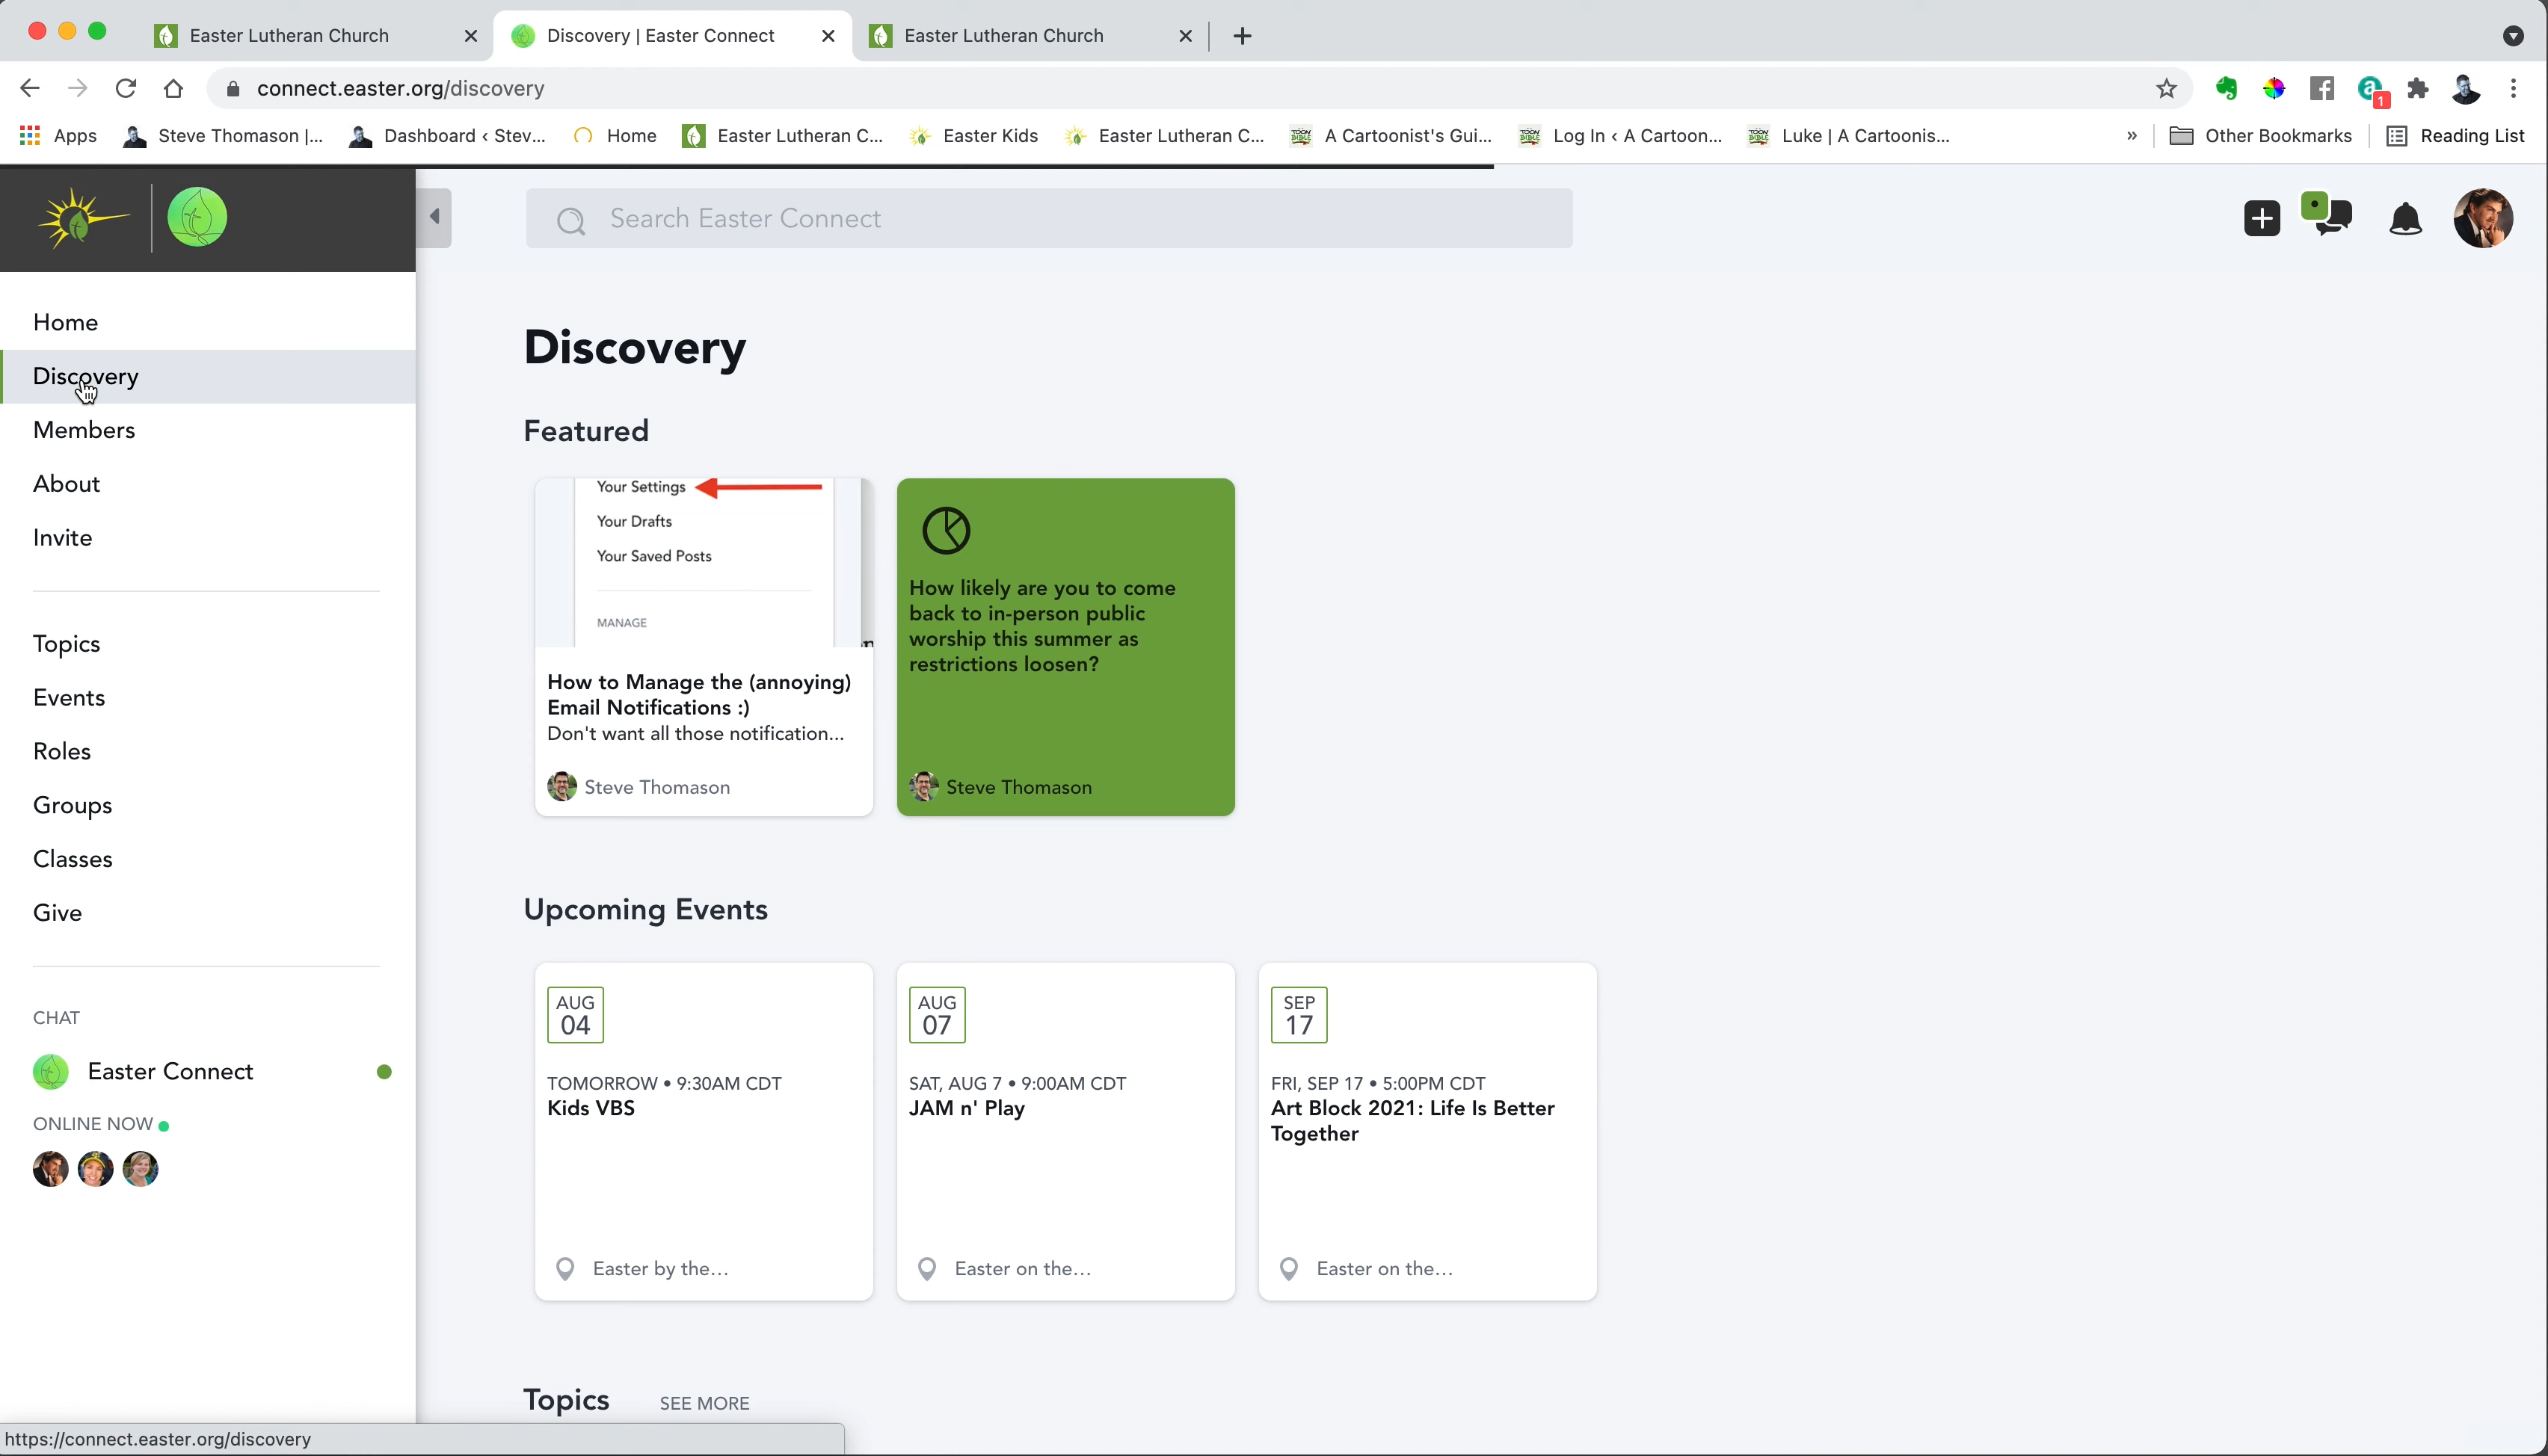 Easter Lutheran Church
Discovery | Easter Connect
Easter Lutheran Church
connect.easter.org/discovery
1
Apps
Steve Thomason |...
Dashboard ‹ Stev...
Home
Easter Lutheran C...
Easter Kids
Easter Lutheran C...
A Cartoonist's Gui...
Log In ‹ A Cartoon...
Luke | A Cartoonis...
»
Other Bookmarks
Reading List
Search Easter Connect
Home
Discovery
Members
About
Invite
Topics
Events
Roles
Groups
Classes
Give
CHAT
Easter Connect
ONLINE NOW
Discovery
Featured
Your Settings
Your Drafts
Your Saved Posts
MANAGE
How to Manage the (annoying)
Email Notifications :)
Don't want all those notification...
Steve Thomason
How likely are you to come
back to in-person public
worship this summer as
restrictions loosen?
Steve Thomason
Upcoming Events
AUG
04
TOMORROW • 9:30AM CDT
Kids VBS
Easter by the...
AUG
07
SAT, AUG 7 • 9:00AM CDT
JAM n' Play
Easter on the...
SEP
17
FRI, SEP 17 • 5:00PM CDT
Art Block 2021: Life Is Better
Together
Easter on the...
Topics SEE MORE
https://connect.easter.org/discovery